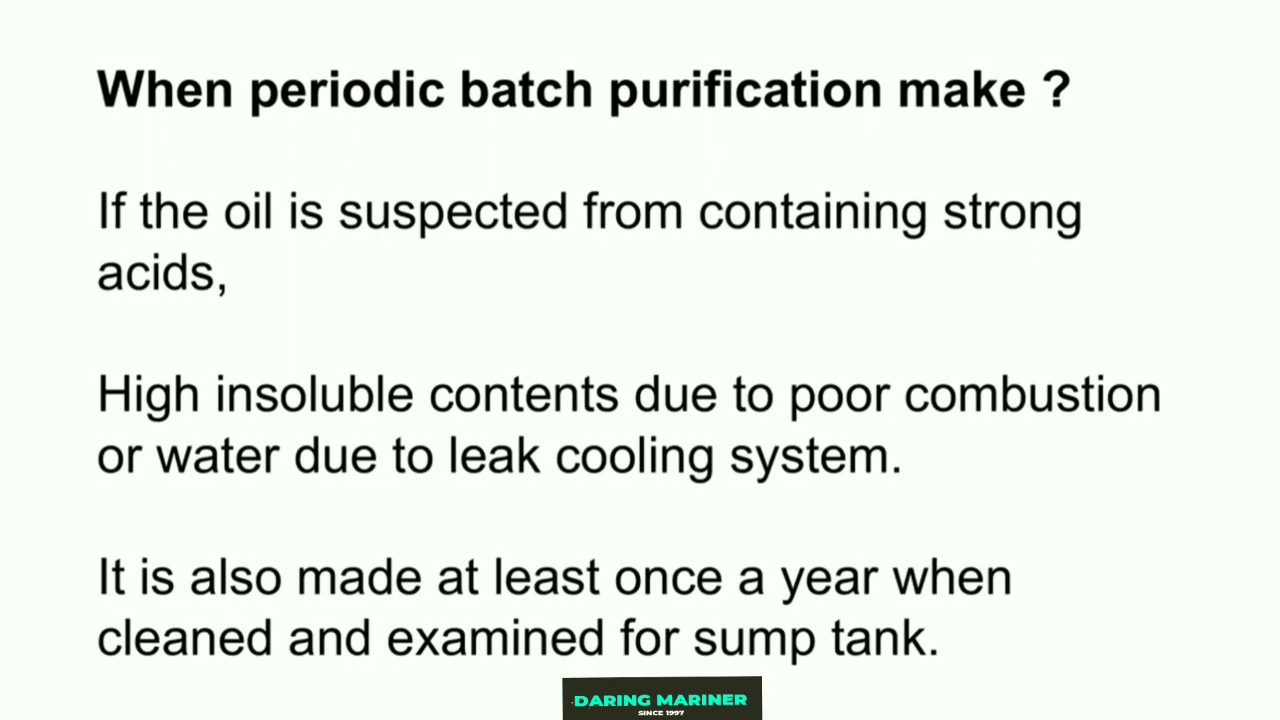 When periodic batch purification make ?
If the oil is suspected from containing strong
acids,
High insoluble contents due to poor combustion
or water due to leak cooling system.
It is also made at least once a year when
cleaned and examined for sump tank.
DARING MARINER
SINCE 1997